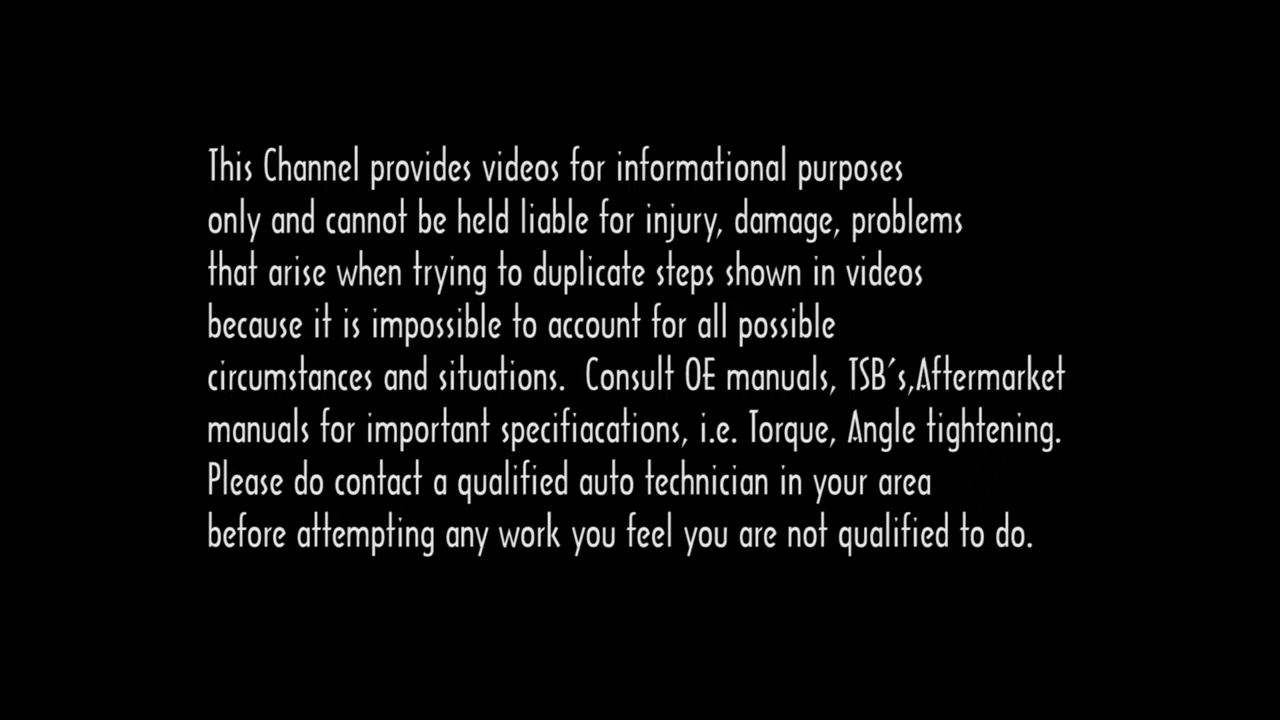 This Channel provides videos for informational purposes
only and cannot be held liable for injury, damage, problems
that arise when trying to duplicate steps shown in videos
because it is impossible to account for all possible
circumstances and situations.  Consult OE manuals, TSB´s,Aftermarket
manuals for important specifiacations, i.e. Torque, Angle tightening.
Please do contact a qualified auto technician in your area
before attempting any work you feel you are not qualified to do.